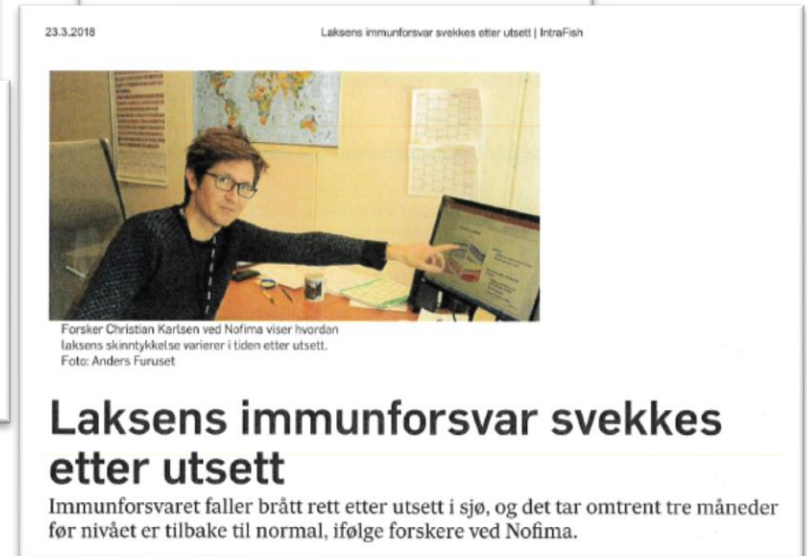 23.3.2018
Laksens immunforsvar svekkes etter utsett | IntraFish
Forsker Christian Karlsen ved Nofima viser hvordan
laksens skinntykkelse varierer i tiden etter utsett.
Foto: Anders Furuset
Laksens immunforsvar svekkes
etter utsett
Immunforsvaret faller brått rett etter utsett i sjø, og det tar omtrent tre måneder
før nivået er tilbake til normal, ifølge forskere ved Nofima.